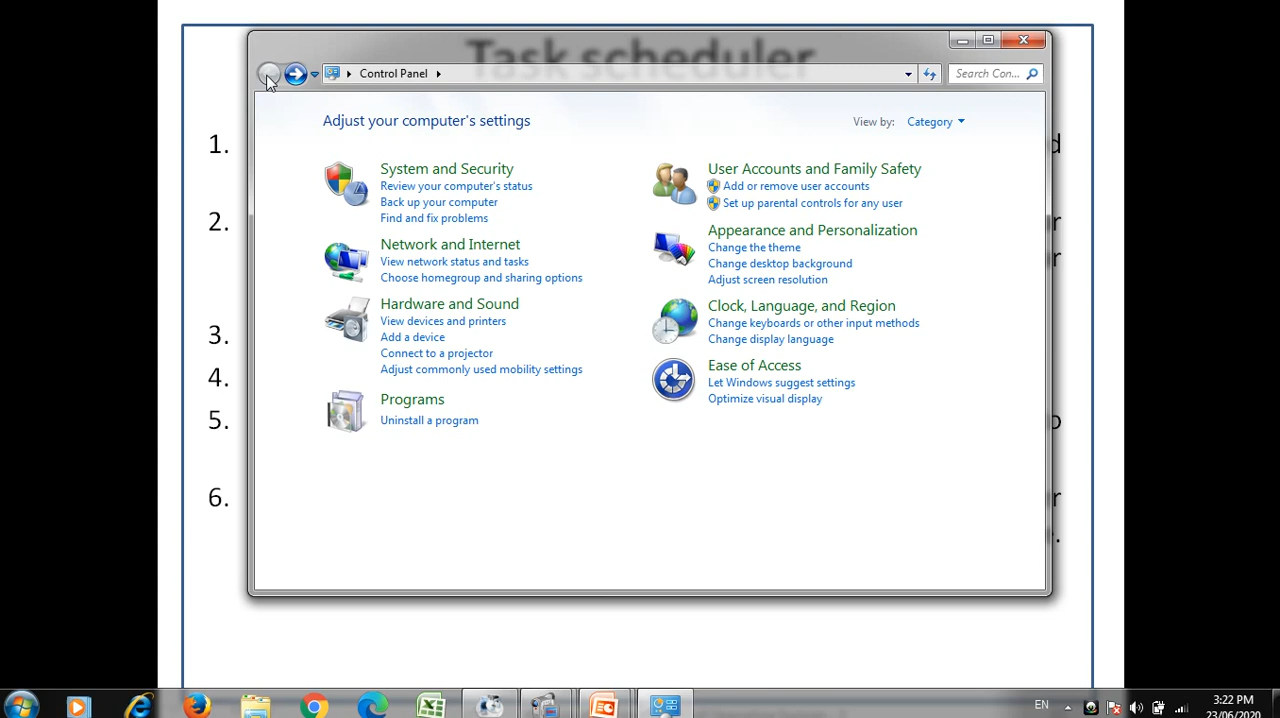 Task scheduler
Control Panel
Search Con...
Adjust your computer's settings
View by: Category
System and Security
Review your computer's status
Back up your computer
Find and fix problems
Network and Internet
View network status and tasks
Choose homegroup and sharing options
Hardware and Sound
View devices and printers
Add a device
Connect to a projector
Adjust commonly used mobility settings
Programs
Uninstall a program
User Accounts and Family Safety
Add or remove user accounts
Set up parental controls for any user
Appearance and Personalization
Change the theme
Change desktop background
Adjust screen resolution
Clock, Language, and Region
Change keyboards or other input methods
Change display language
Ease of Access
Let Windows suggest settings
Optimize visual display
1.
2.
3.
4.
5.
6.
EN
3:22 PM
23/06/2020